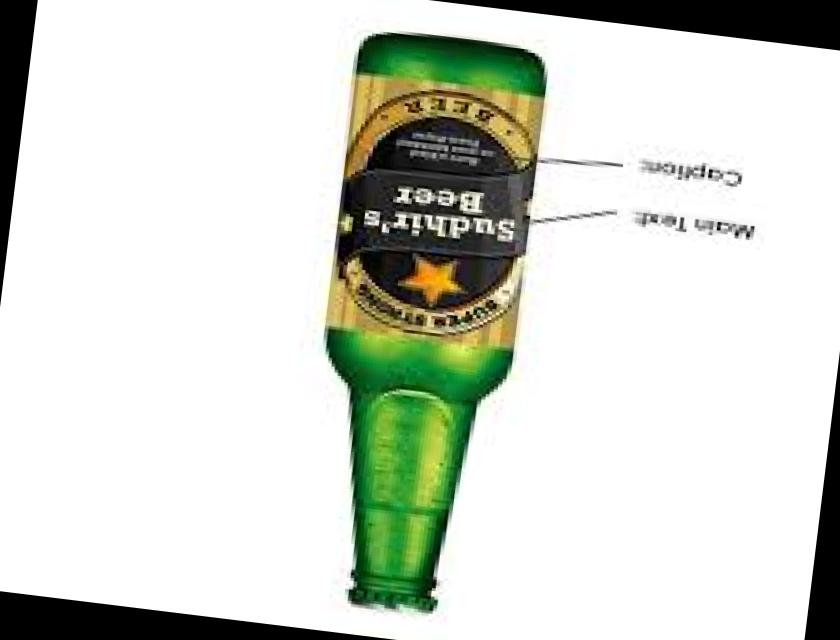 SUPER STRONG
Sudhir's
Beer
BEER
Main Text:
Caption: